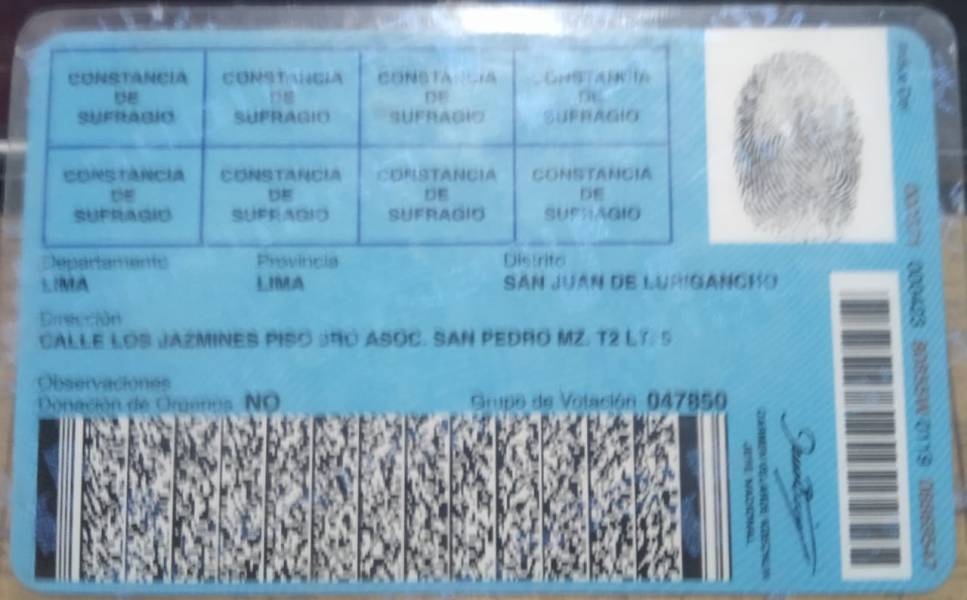 CONSTANCIA DE SUFRAGIO
CONSTANCIA DE SUFRAGIO
CONSTANCIA DE SUFRAGIO
CONSTANCIA DE SUFRAGIO
CONSTANCIA DE SUFRAGIO
CONSTANCIA DE SUFRAGIO
CONSTANCIA DE SUFRAGIO
CONSTANCIA DE SUFRAGIO
Departamento Provincia Distrito
LIMA LIMA SAN JUAN DE LURIGANCHO
Dirección
CALLE LOS JAZMINES PISO 3RO ASOC. SAN PEDRO MZ. T2 LT. 5
Observaciones
Donación de Organos NO Grupo de Votación 047850
JEFE NACIONAL